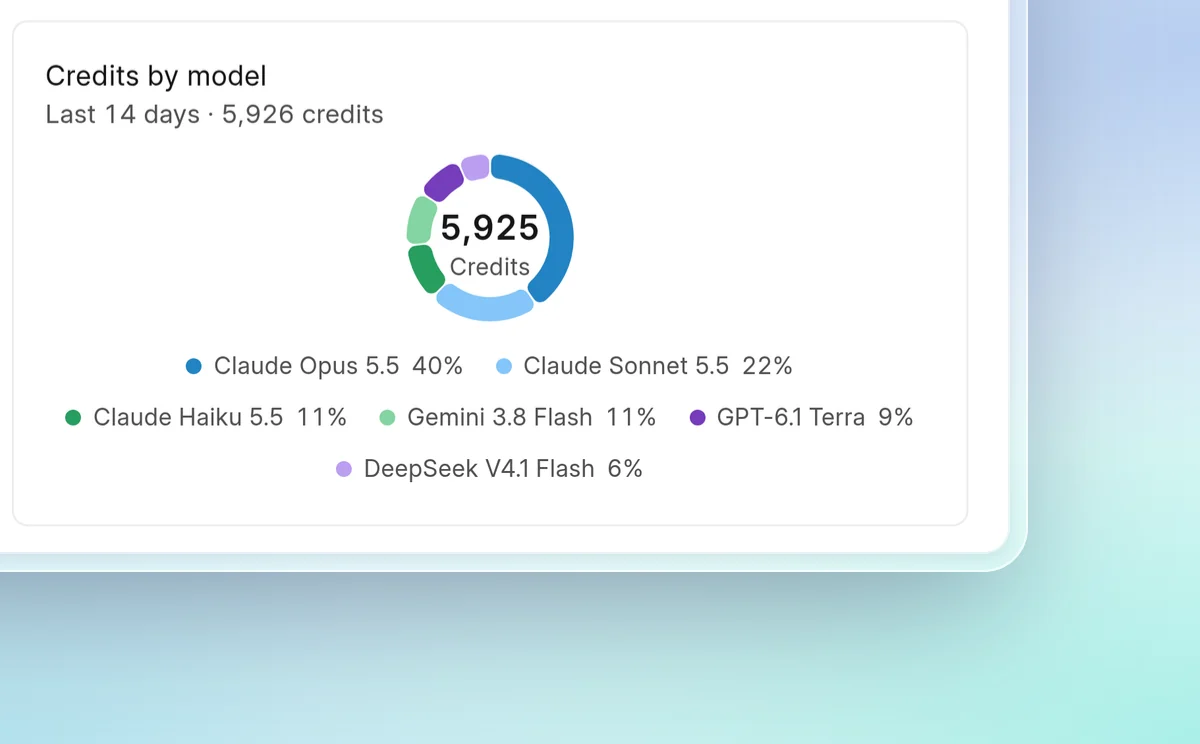 Credits by model
Last 14 days · 5,926 credits
5,925
Credits
Claude Opus 5.5 40% Claude Sonnet 5.5 22%
Claude Haiku 5.5 11% Gemini 3.8 Flash 11% GPT-6.1 Terra 9%
DeepSeek V4.1 Flash 6%